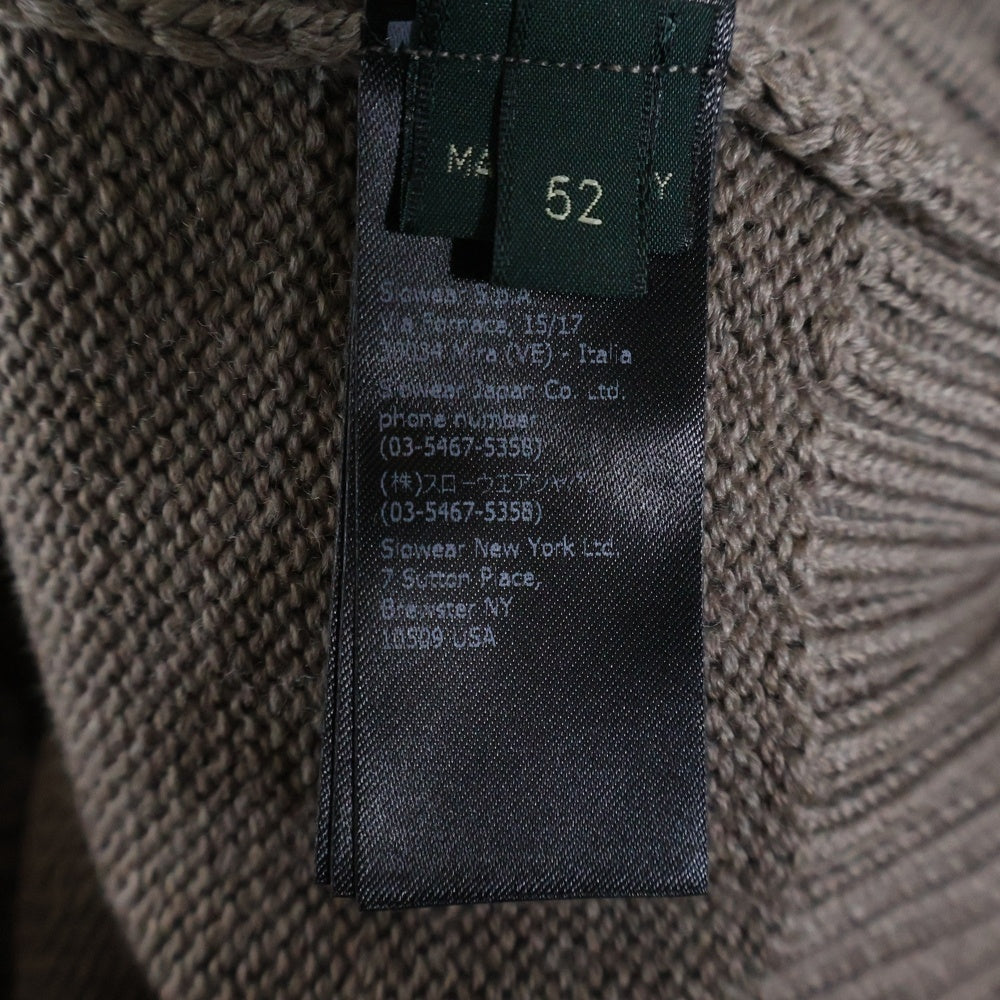 M
Y
52
Slowear S.p.A
Via Fornace, 15/17
30034 Mira (VE) - Italia
Slowear Japan Co. Ltd.
phone number
(03-5467-5358)
(株)スローウエアジャパ
(03-5467-5358)
Slowear New York Ltd.
7 Sutton Place,
Brewster NY
10509 USA